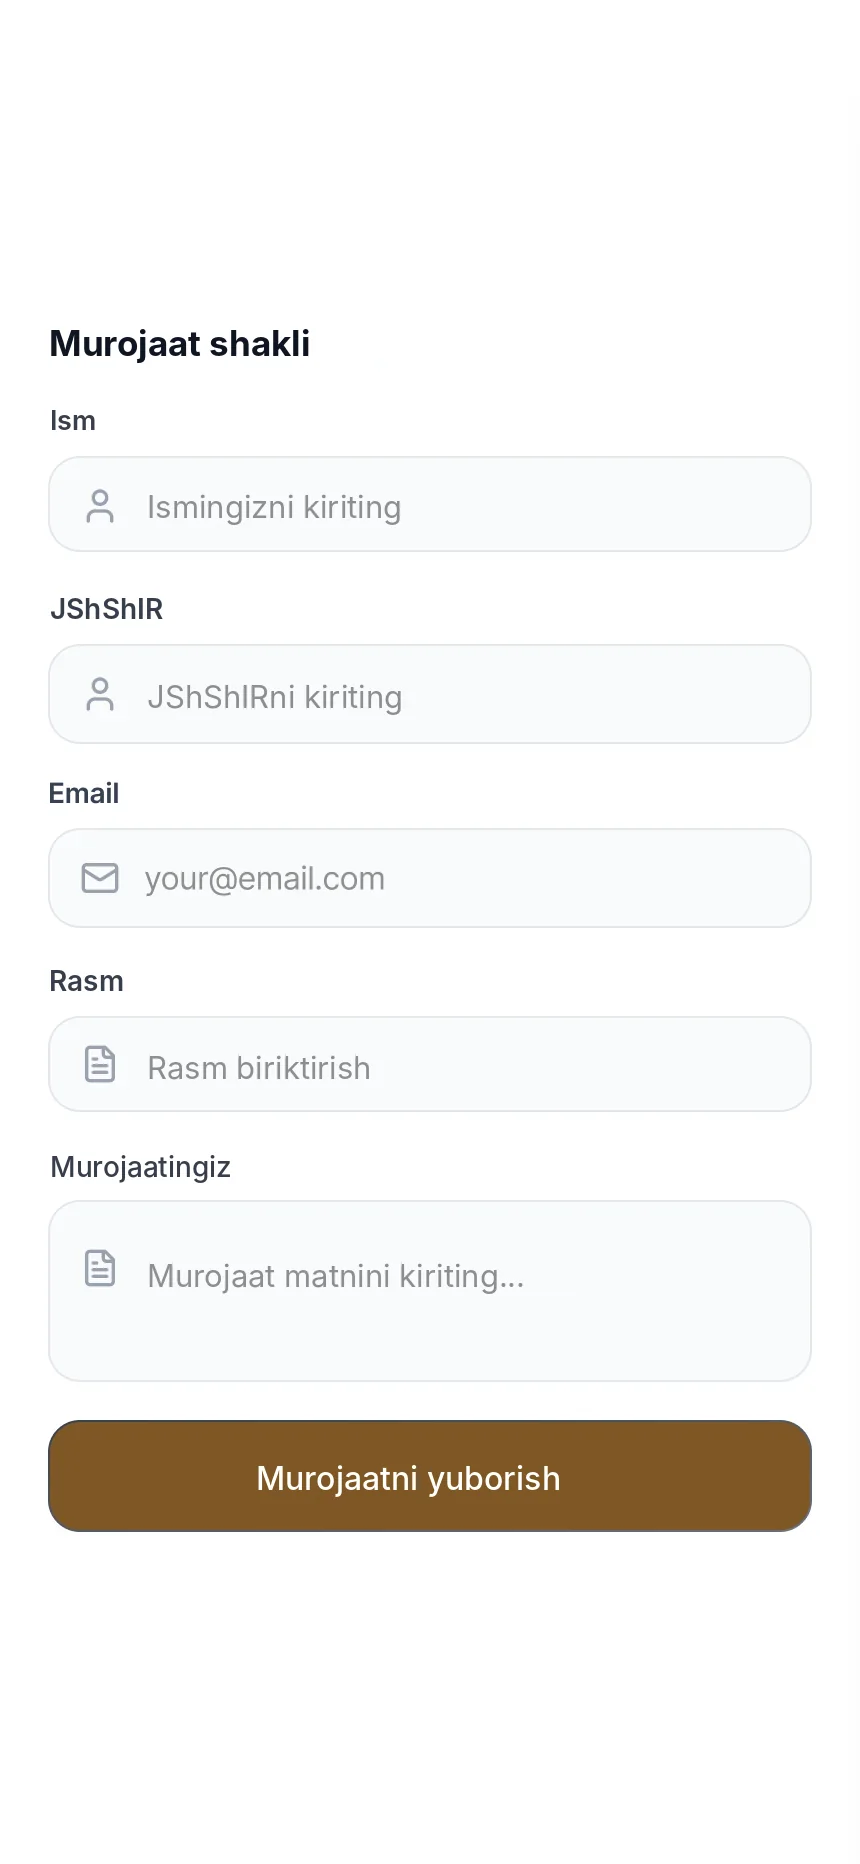 Murojaat shakli
Ism
Ismingizni kiriting
JShShIR
JShShIRni kiriting
Email
your@email.com
Rasm
Rasm biriktirish
Murojaatingiz
Murojaat matnini kiriting...
Murojaatni yuborish